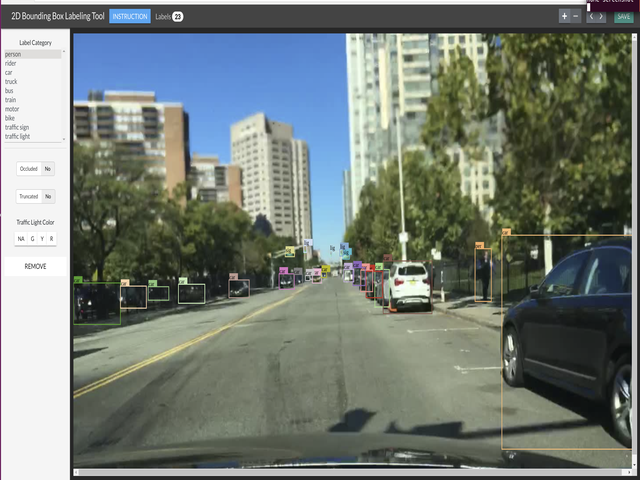 2D Bounding Box Labeling Tool
INSTRUCTION
Labels 23
+ −
< >
SAVE
Label Category
person
rider
car
truck
bus
train
motor
bike
traffic sign
traffic light
Occluded No
Truncated No
Traffic Light Color
NA G Y R
REMOVE